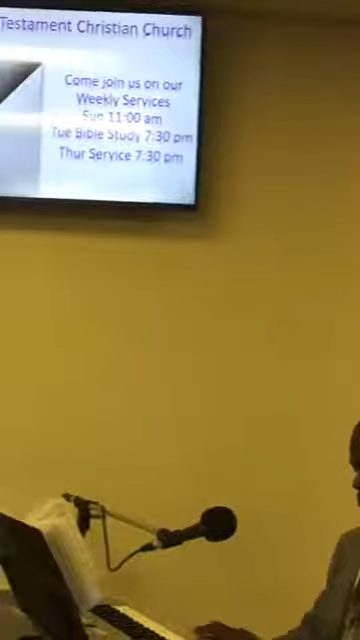 Testament Christian Church
Come join us on our
Weekly Services
Sun 11:00 am
Tue Bible Study 7:30 pm
Thur Service 7:30 pm